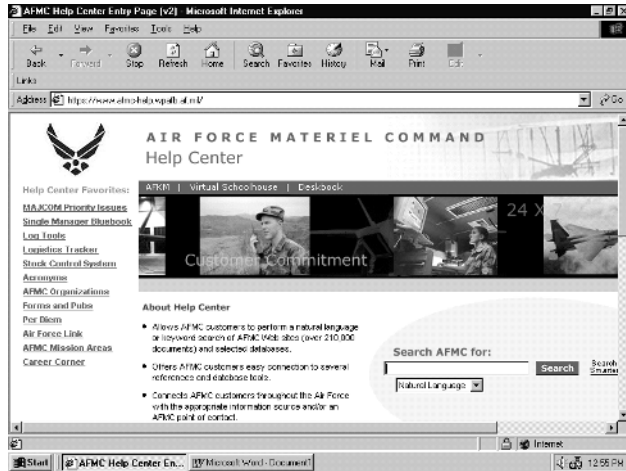 AFMC Help Center Entry Page [v2] - Microsoft Internet Explorer
File Edit View Favorites Tools Help
Back Forward Stop Refresh Home Search Favorites History Mail Print Edit
Links
Address Go
AIR FORCE MATERIEL COMMAND
Help Center
AFKM | Virtual Schoolhouse | Deskbook
24 X 7
Customer Commitment
Help Center Favorites:
MAJCOM Priority Issues
Single Manager Bluebook
Log Tools
Logistics Tracker
Stock Control System
Acronyms
AFMC Organizations
Forms and Pubs
Per Diem
Air Force Link
AFMC Mission Areas
Career Corner
About Help Center
• Allows AFMC customers to perform a natural language
or keyword search of AFMC Web sites (over 210,000
documents) and selected databases.
• Offers AFMC customers easy connection to several
references and database tools.
• Connects AFMC customers throughout the Air Force
with the appropriate information source and/or an
AFMC point of contact.
Search AFMC for:
Search
Search
Smarter
Natural Language
Internet
Start AFMC Help Center En... Microsoft Word - Document1 12:55 PM